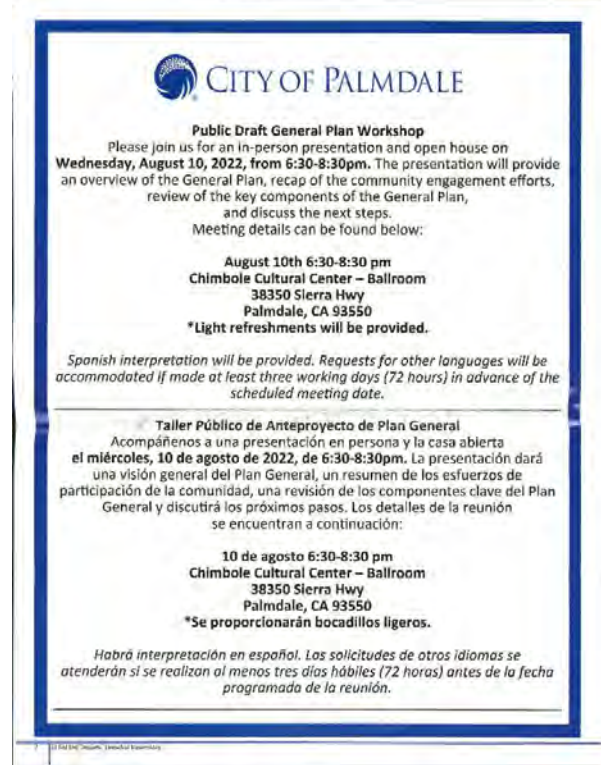 CITY OF PALMDALE
Public Draft General Plan Workshop
Please join us for an in-person presentation and open house on
Wednesday, August 10, 2022, from 6:30-8:30pm. The presentation will provide
an overview of the General Plan, recap of the community engagement efforts,
review of the key components of the General Plan,
and discuss the next steps.
Meeting details can be found below:
August 10th 6:30-8:30 pm
Chimbole Cultural Center – Ballroom
38350 Sierra Hwy
Palmdale, CA 93550
*Light refreshments will be provided.
Spanish interpretation will be provided. Requests for other languages will be
accommodated if made at least three working days (72 hours) in advance of the
scheduled meeting date.
Taller Público de Anteproyecto de Plan General
Acompáñenos a una presentación en persona y la casa abierta
el miércoles, 10 de agosto de 2022, de 6:30-8:30pm. La presentación dará
una visión general del Plan General, un resumen de los esfuerzos de
participación de la comunidad, una revisión de los componentes clave del Plan
General y discutirá los próximos pasos. Los detalles de la reunión
se encuentran a continuación:
10 de agosto 6:30-8:30 pm
Chimbole Cultural Center – Ballroom
38350 Sierra Hwy
Palmdale, CA 93550
*Se proporcionarán bocadillos ligeros.
Habrá interpretación en español. Las solicitudes de otros idiomas se
atenderán si se realizan al menos tres días hábiles (72 horas) antes de la fecha
programada de la reunión.